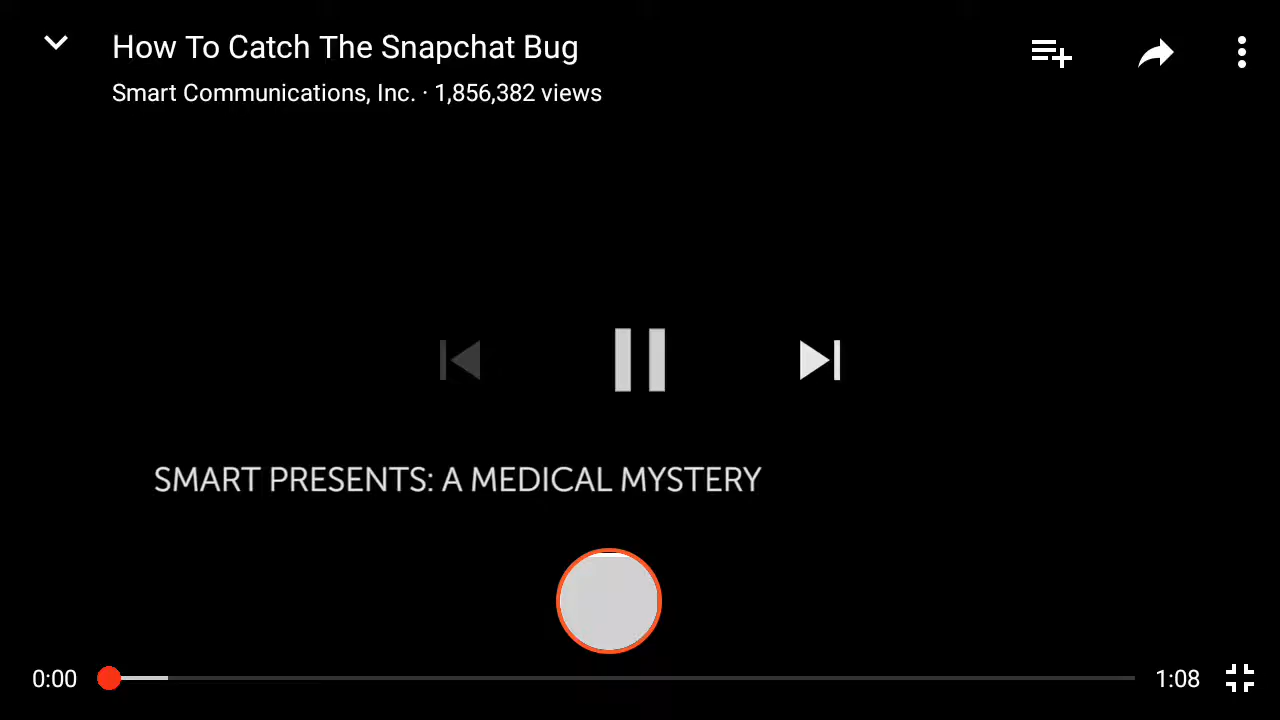 How To Catch The Snapchat Bug
Smart Communications, Inc. · 1,856,382 views
SMART PRESENTS: A MEDICAL MYSTERY
0:00
1:08